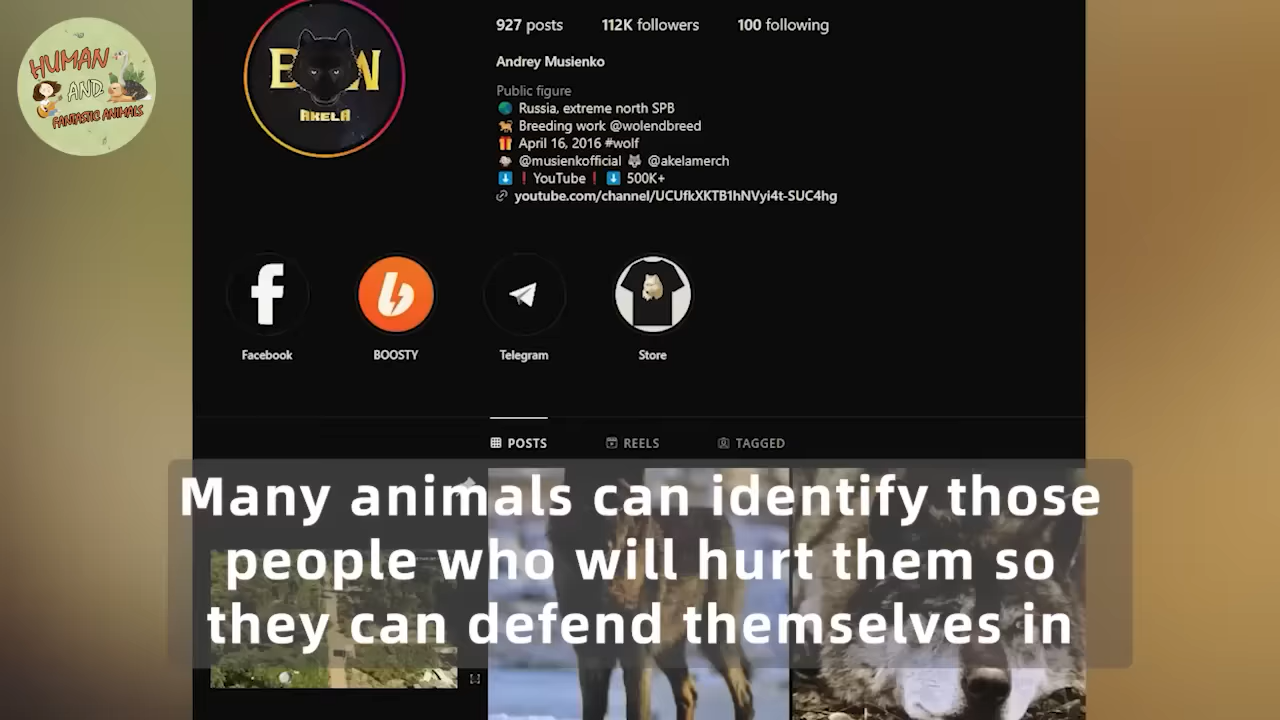 HUMAN
AND
FANTASTIC ANIMALS
BW
AKELA
927 posts 112K followers 100 following
Andrey Musienko
Public figure
Russia, extreme north SPB
Breeding work @wolendbreed
April 16, 2016 #wolf
@musienkofficial @akelamerch
YouTube 500K+
youtube.com/channel/UCUfkXKTB1hNVyi4t-SUC4hg
Facebook BOOSTY Telegram Store
POSTS REELS TAGGED
Many animals can identify those
people who will hurt them so
they can defend themselves in